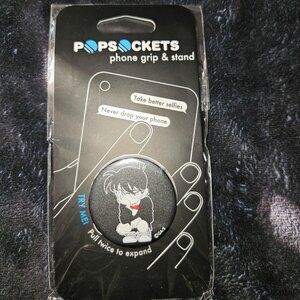 POPSOCKETS
phone grip & stand
Take better selfies
Never drop your phone
TRY ME!
Pull twice to expand